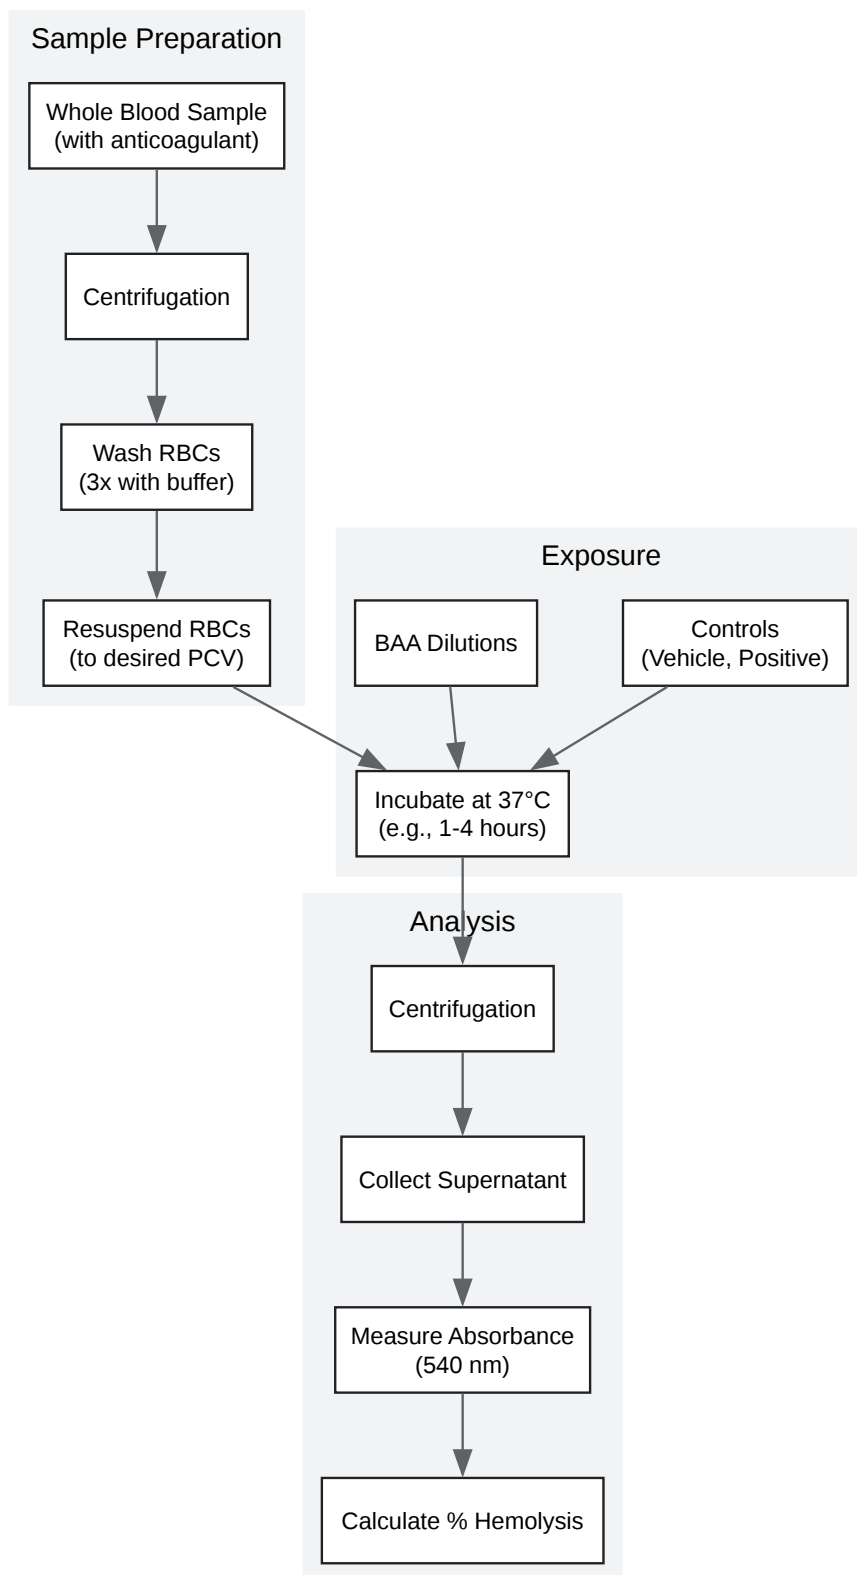 Sample Preparation
Whole Blood Sample
(with anticoagulant)
Centrifugation
Wash RBCs
(3x with buffer)
Resuspend RBCs
(to desired PCV)
Exposure
BAA Dilutions
Controls
(Vehicle, Positive)
Incubate at 37°C
(e.g., 1-4 hours)
Analysis
Centrifugation
Collect Supernatant
Measure Absorbance
(540 nm)
Calculate % Hemolysis